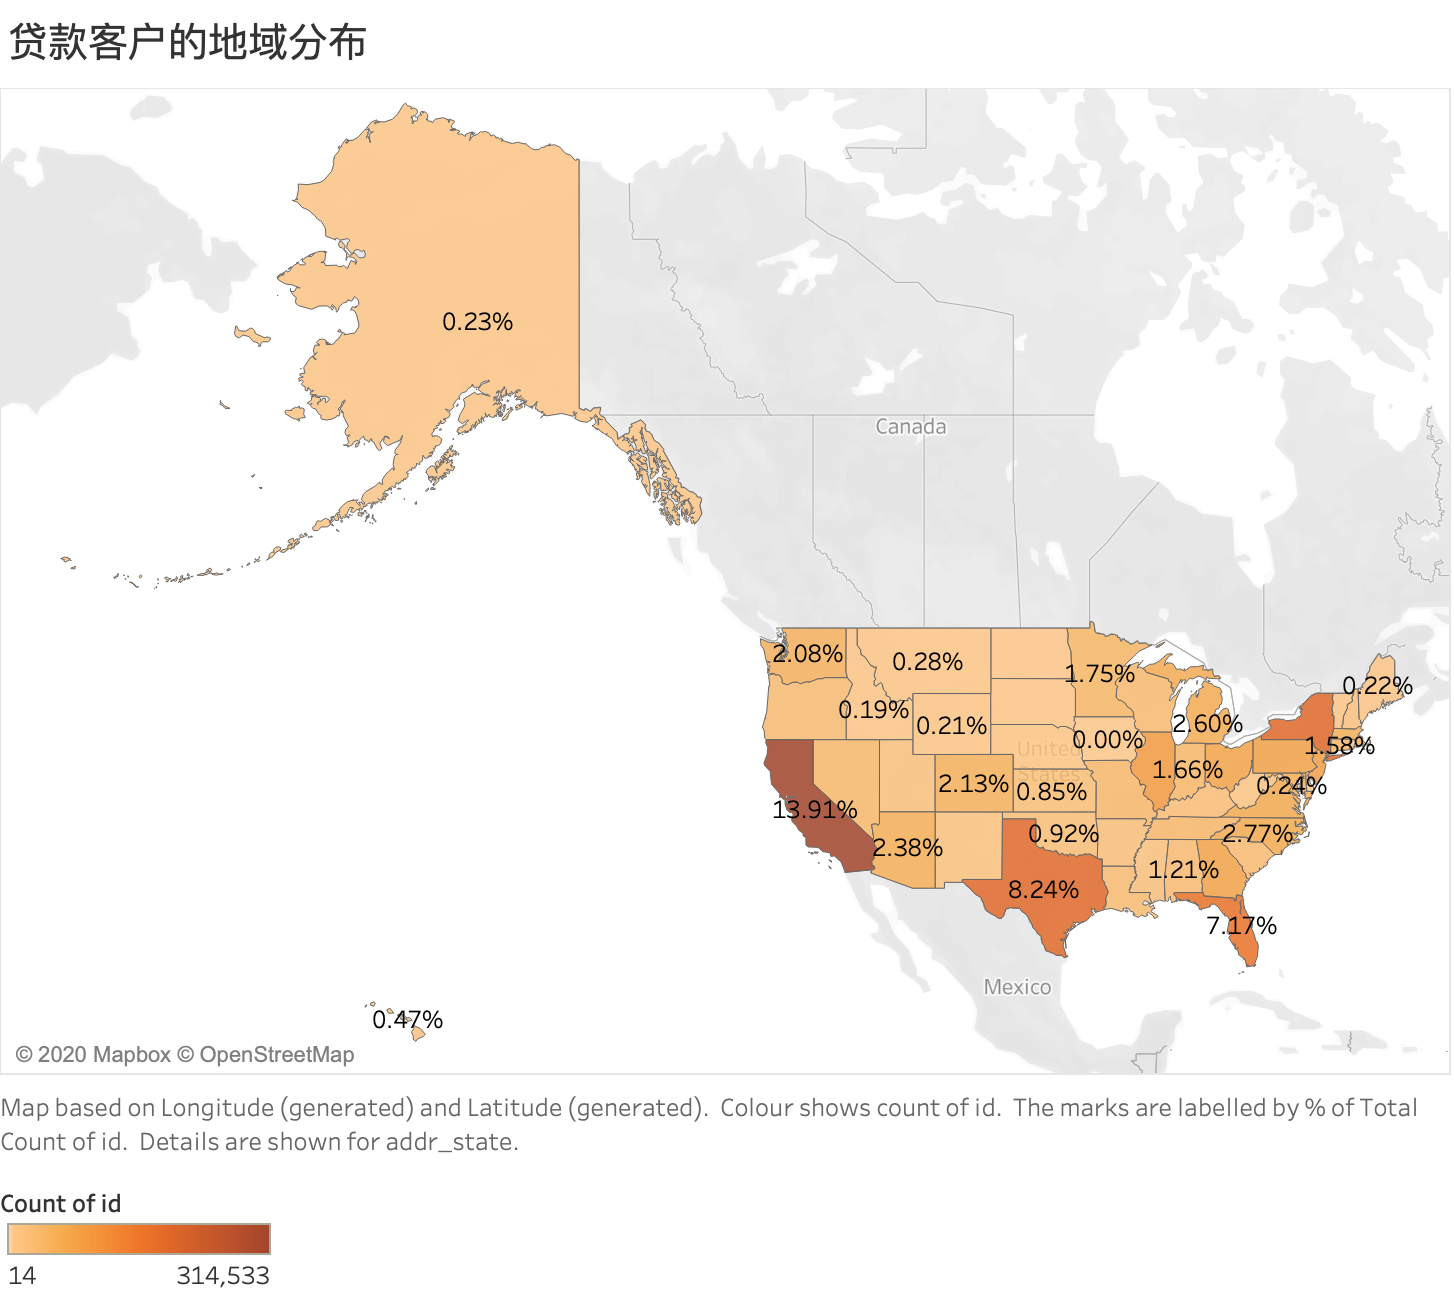 贷款客户的地域分布
0.23%
Canada
2.08%
0.28%
1.75%
0.22%
0.19%
0.21%
2.60%
0.00%
1.58%
United
States
1.66%
2.13%
0.85%
0.24%
13.91%
0.92%
2.77%
2.38%
1.21%
8.24%
7.17%
Mexico
0.47%
© 2020 Mapbox © OpenStreetMap
Map based on Longitude (generated) and Latitude (generated).  Colour shows count of id.  The marks are labelled by % of Total
Count of id.  Details are shown for addr_state.
Count of id
14 314,533